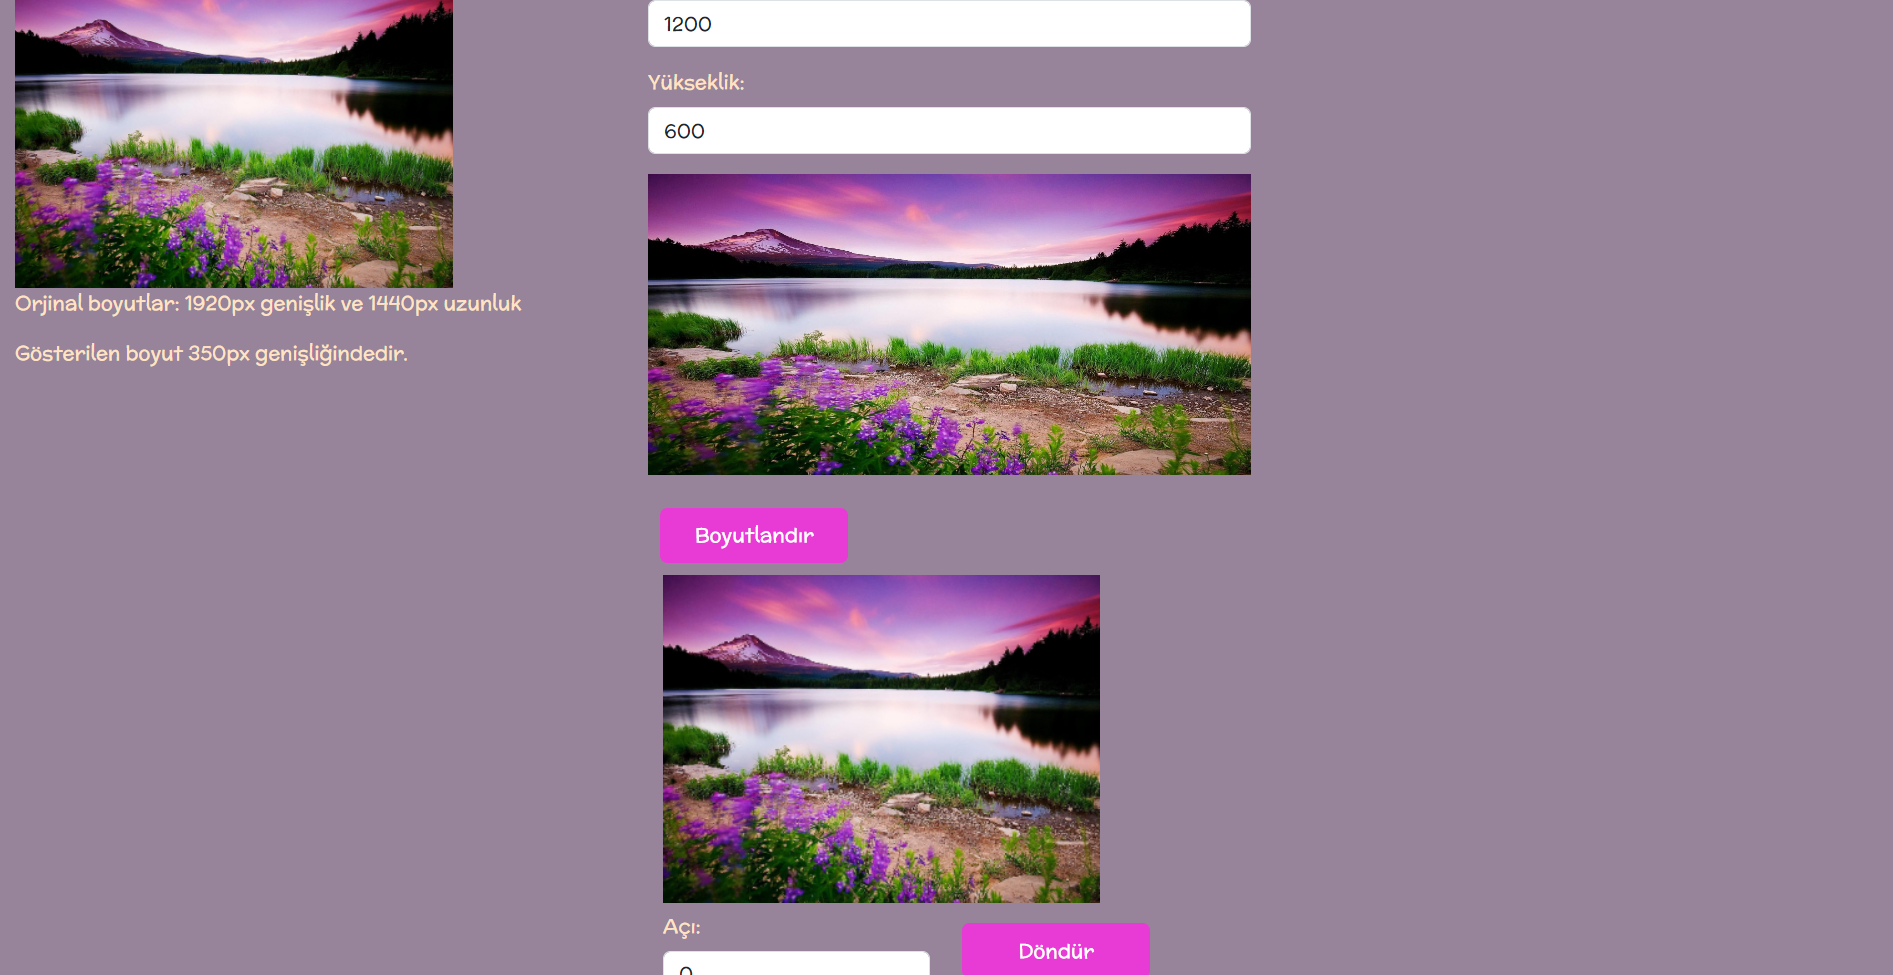 1200
Yükseklik:
600
Orjinal boyutlar: 1920px genişlik ve 1440px uzunluk
Gösterilen boyut 350px genişliğindedir.
Boyutlandır
Açı:
Döndür
0